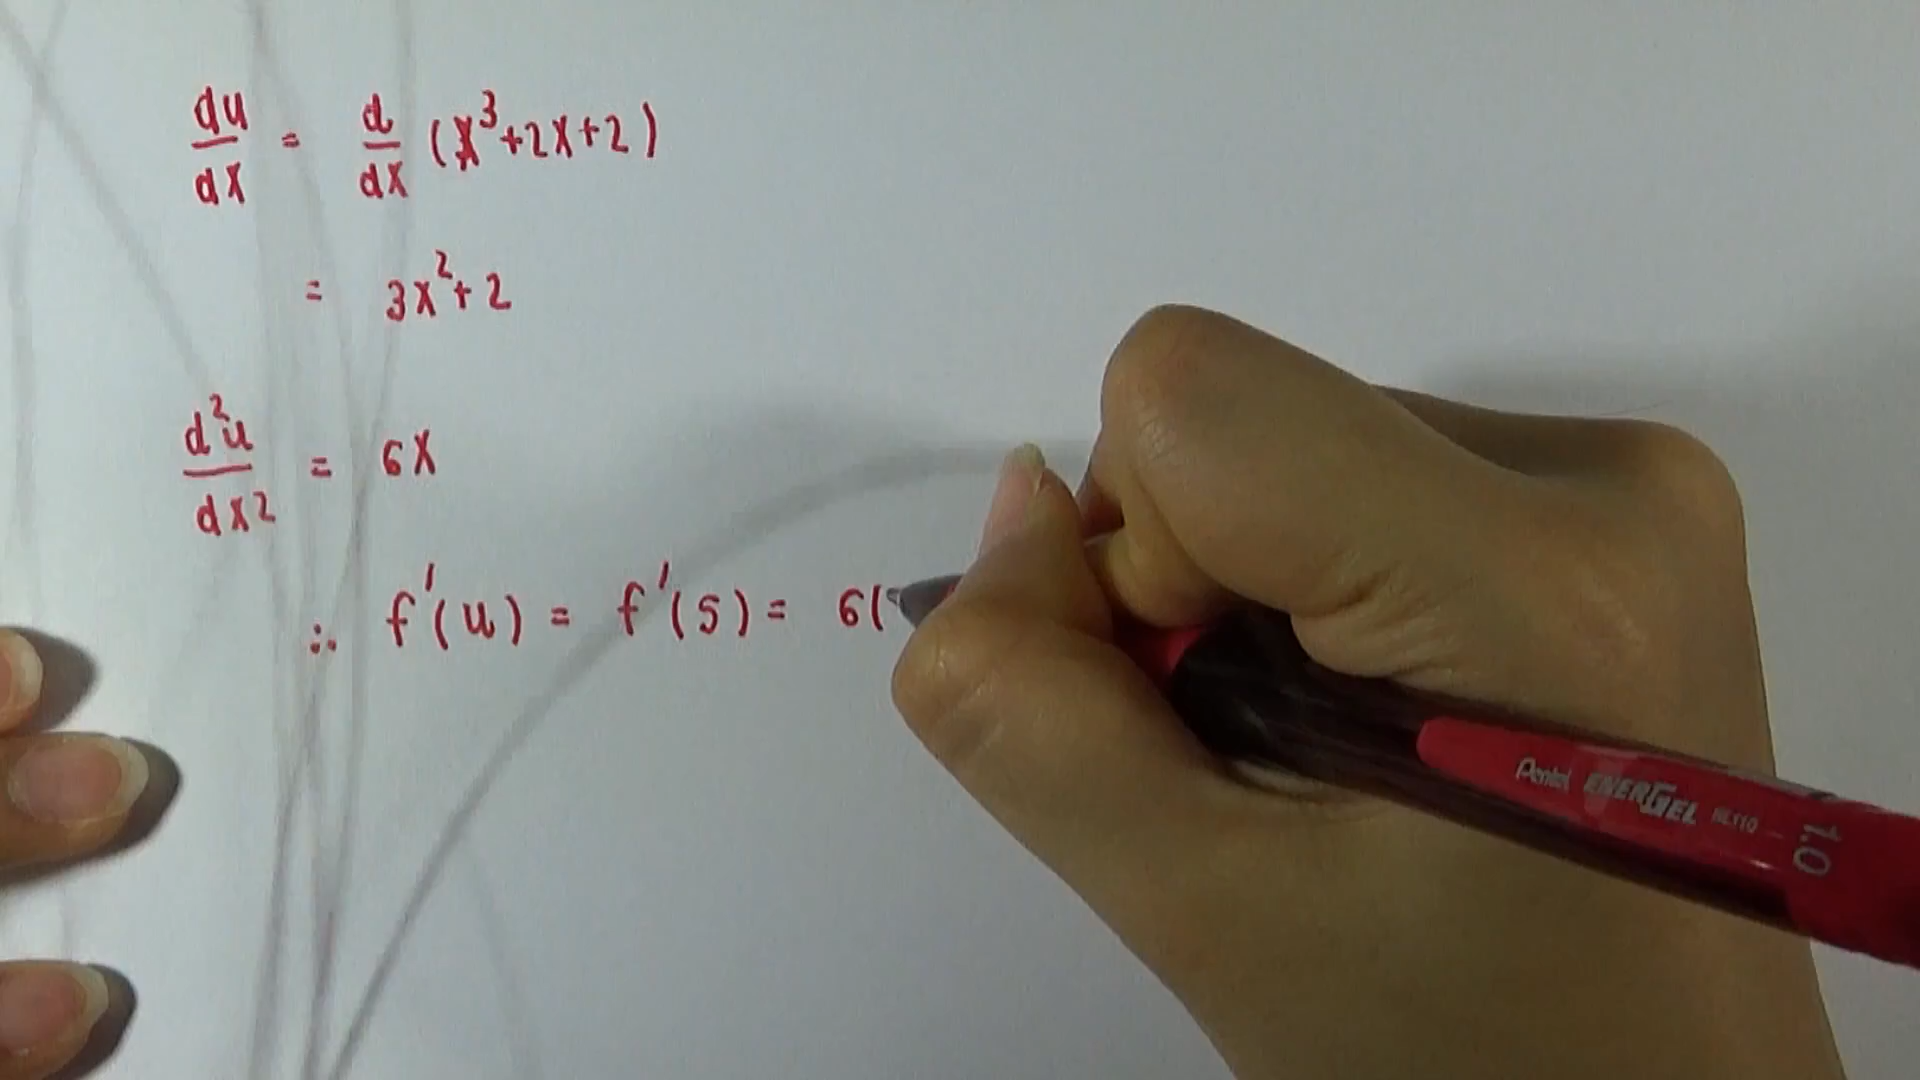 du/dx = d/dx (x³+2x+2)
= 3x²+2
d²u/dx2 = 6x
∴ f'(u) = f'(5) = 6(
Pentel ENERGEL 1.0